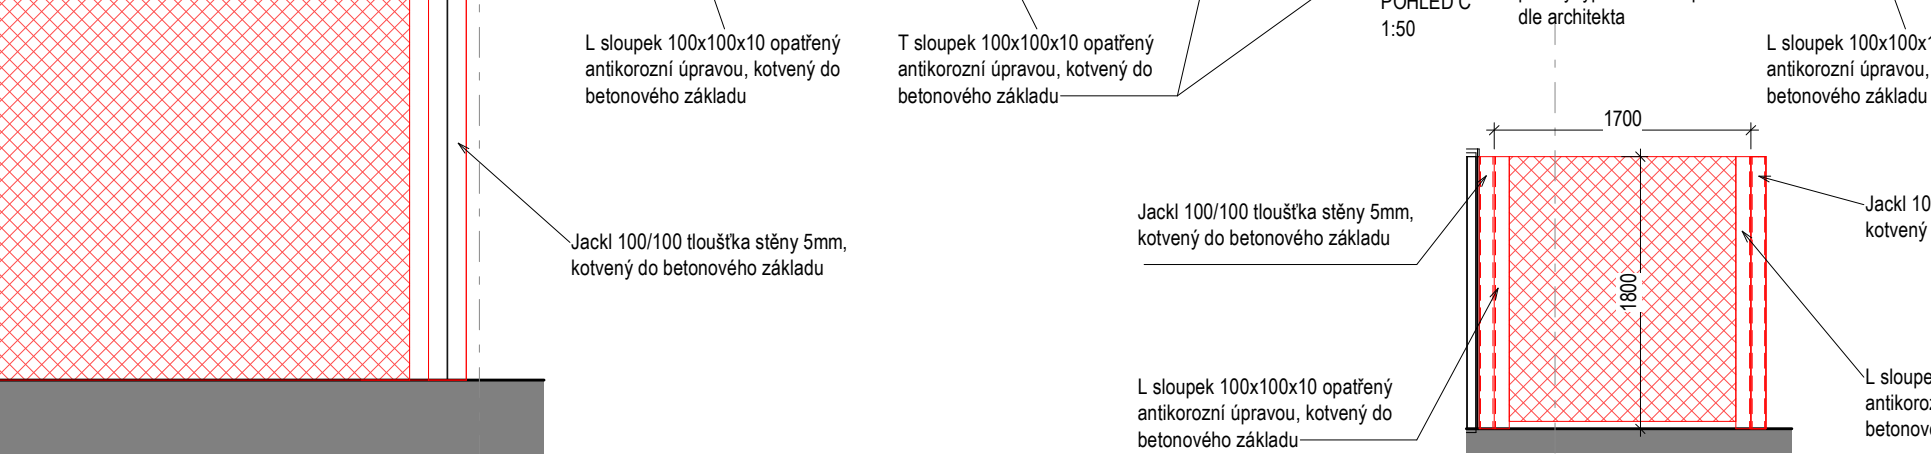 L sloupek 100x100x10 opatřený
antikorozní úpravou, kotvený do
betonového základu
T sloupek 100x100x10 opatřený
antikorozní úpravou, kotvený do
betonového základu
POHLED C
1:50
dle architekta
L sloupek
antikorozní úpravou,
betonového základu
1700
Jackl 100/100 tloušťka stěny 5mm,
kotvený do betonového základu
Jackl 100/100 tloušťka stěny 5mm,
kotvený do betonového základu
Jackl
kotvený
1800
L sloupek 100x100x10 opatřený
antikorozní úpravou, kotvený do
betonového základu
L